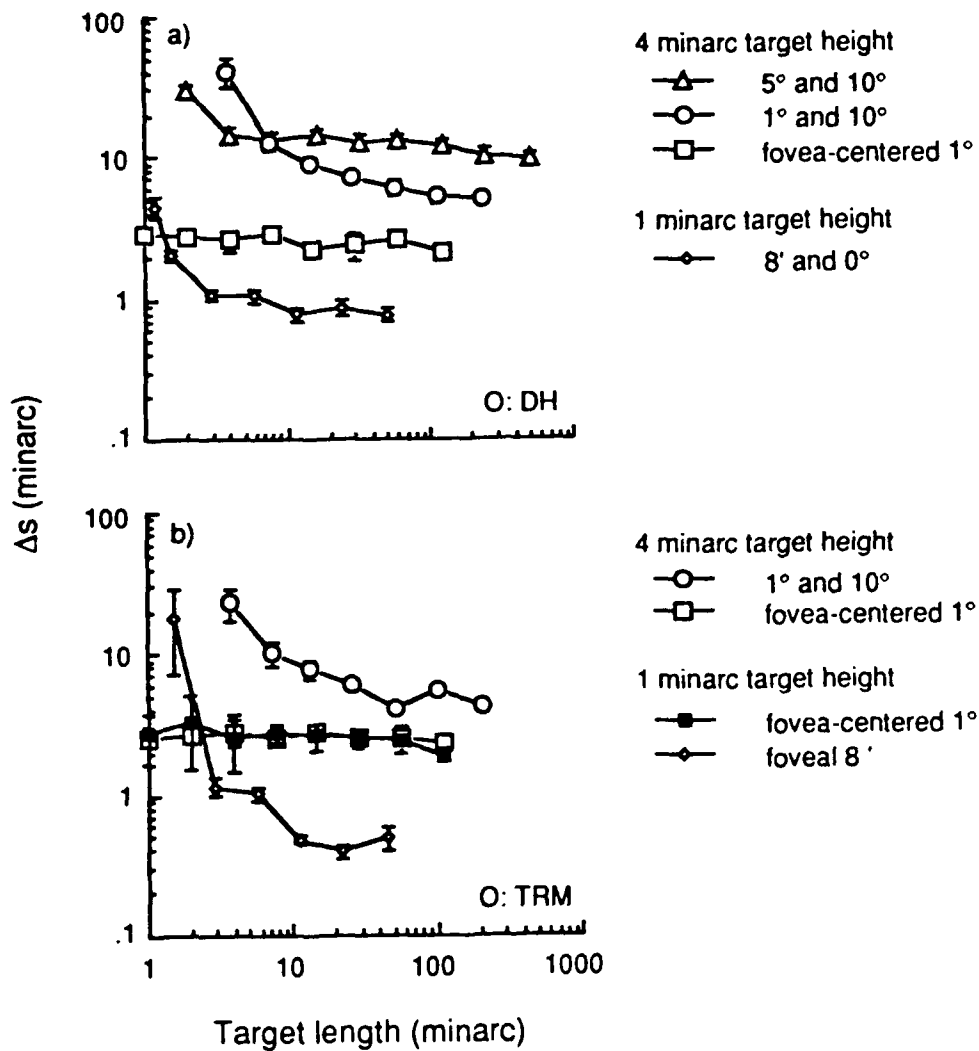 a)
100
10
1
.1
O: DH
4 minarc target height
5° and 10°
1° and 10°
fovea-centered 1°
1 minarc target height
8' and 0°
Δs (minarc)
b)
100
10
1
.1
O: TRM
1
10
100
1000
Target length (minarc)
4 minarc target height
1° and 10°
fovea-centered 1°
1 minarc target height
fovea-centered 1°
foveal 8 '